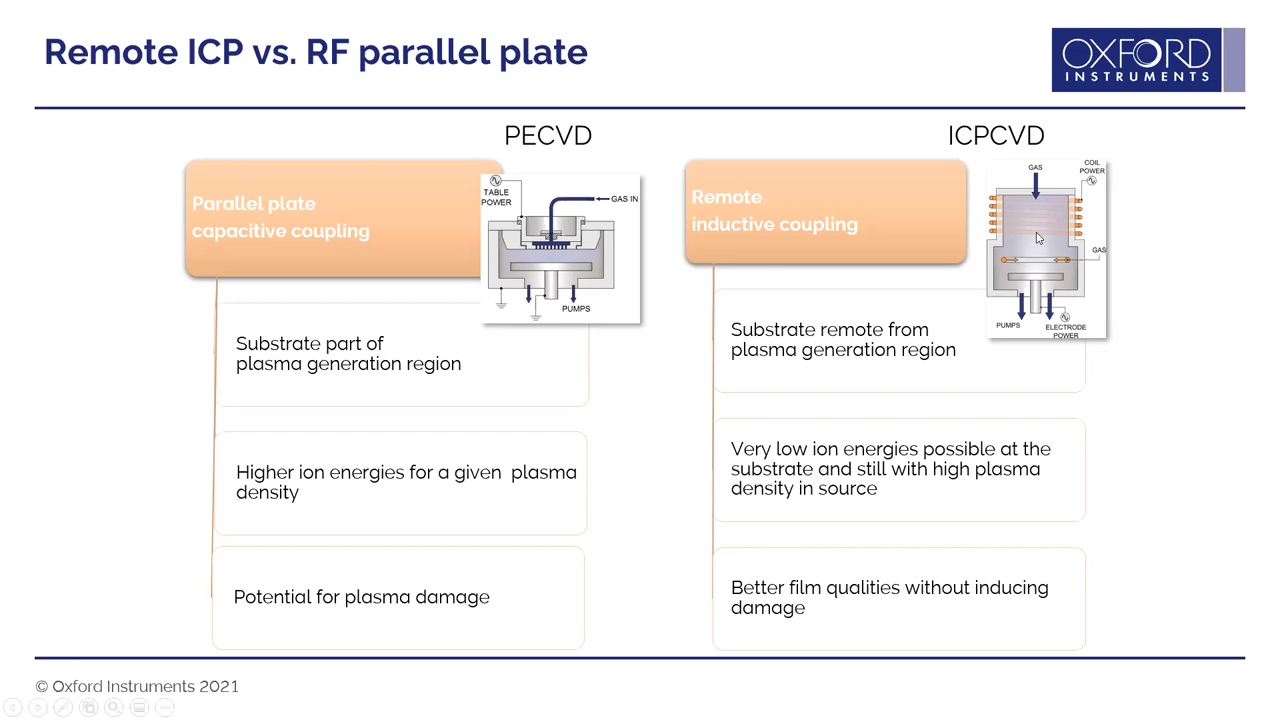 Remote ICP vs. RF parallel plate
OXFORD
INSTRUMENTS
PECVD
Parallel plate
capacitive coupling
TABLE
POWER
GAS IN
PUMPS
Substrate part of
plasma generation region
Higher ion energies for a given  plasma
density
Potential for plasma damage
ICPCVD
Remote
inductive coupling
GAS
COIL
POWER
GAS
PUMPS
ELECTRODE
POWER
Substrate remote from
plasma generation region
Very low ion energies possible at the
substrate and still with high plasma
density in source
Better film qualities without inducing
damage
© Oxford Instruments 2021